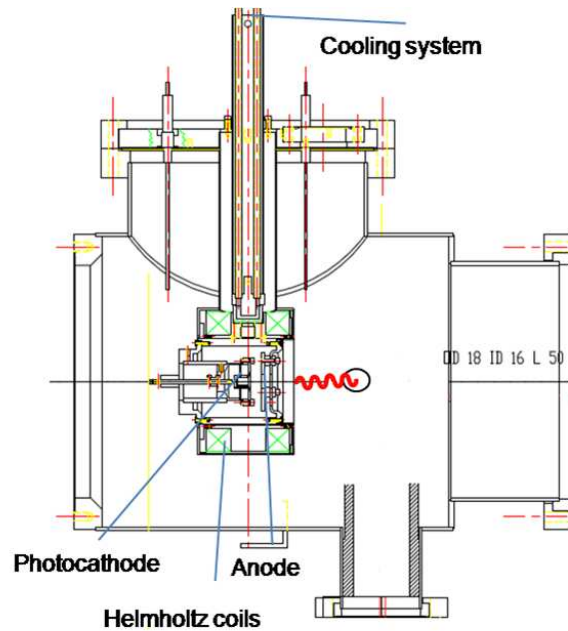 Cooling system
OD 18 ID 16 L 50
Photocathode
Anode
Helmholtz coils